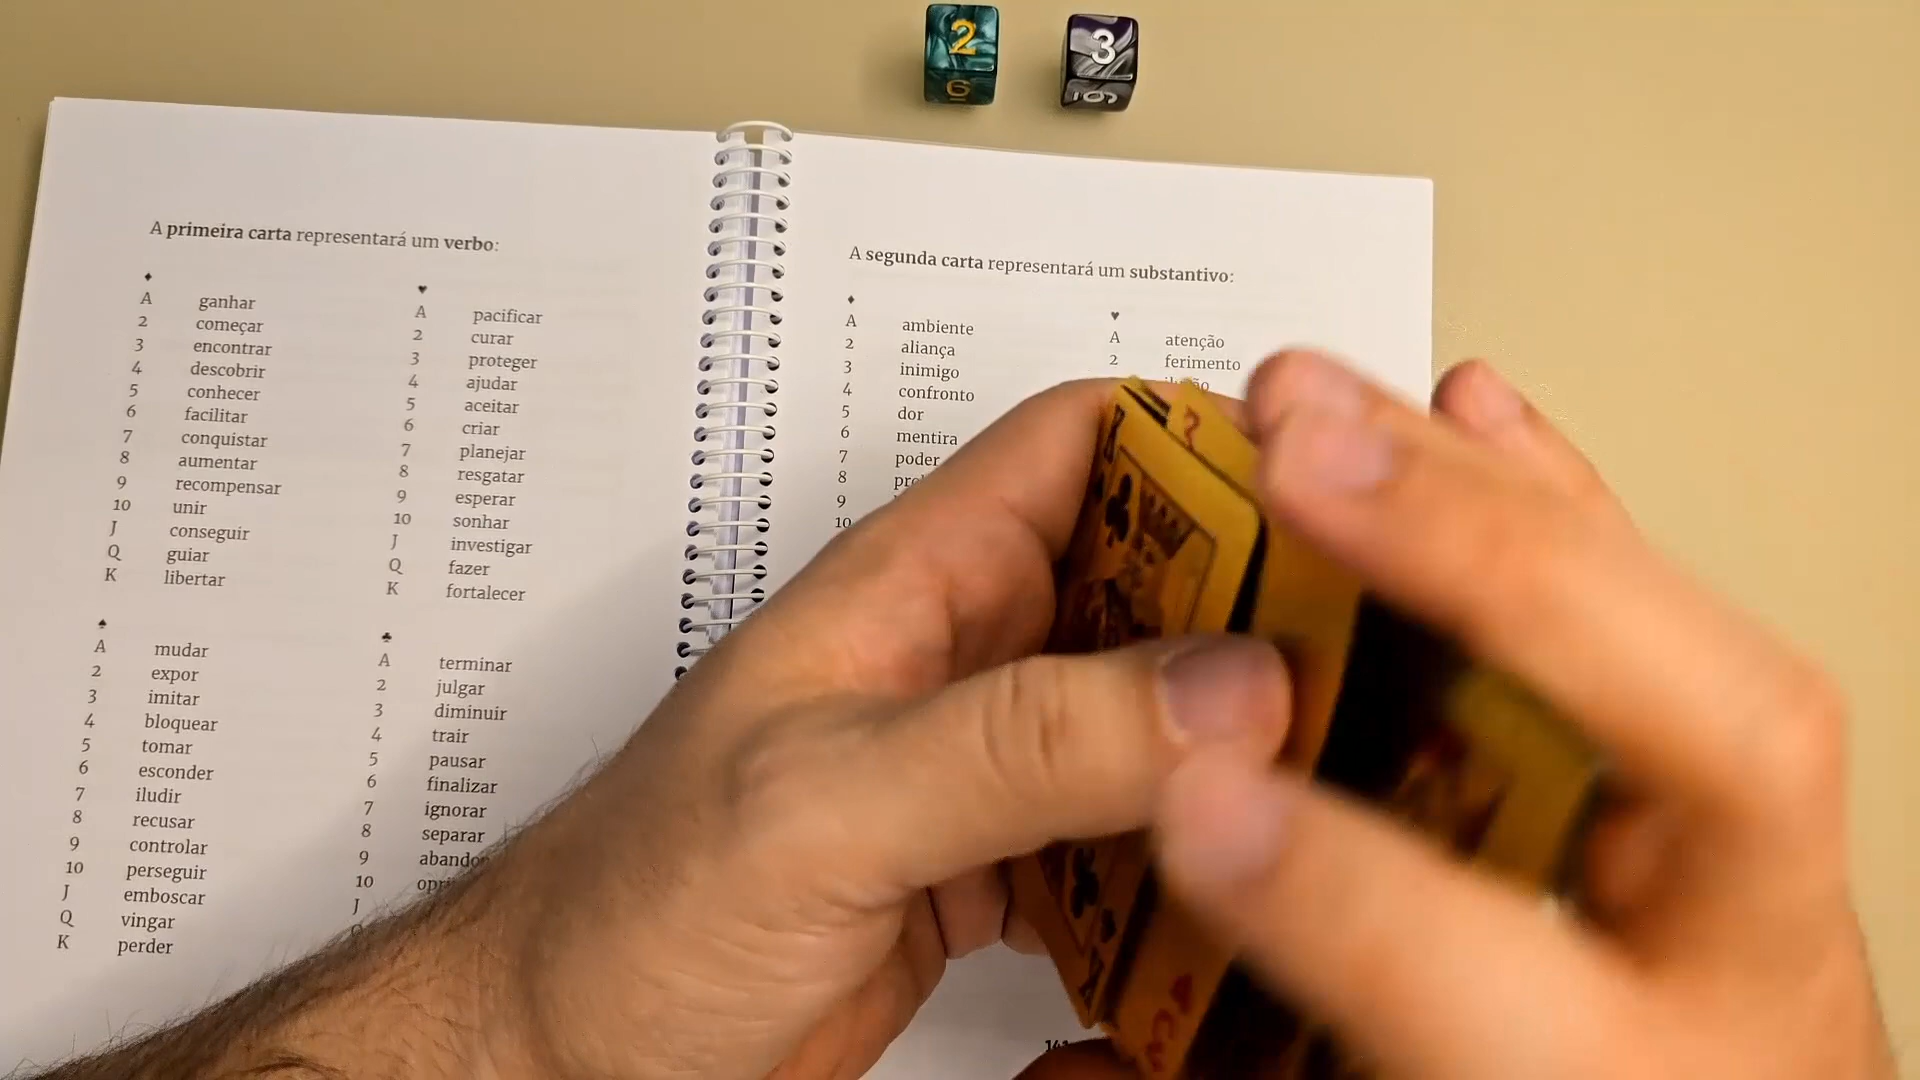 2
6
3
A primeira carta representará um verbo:
♦
A ganhar
2 começar
3 encontrar
4 descobrir
5 conhecer
6 facilitar
7 conquistar
8 aumentar
9 recompensar
10 unir
J conseguir
Q guiar
K libertar
♥
A pacificar
2 curar
3 proteger
4 ajudar
5 aceitar
6 criar
7 planejar
8 resgatar
9 esperar
10 sonhar
J investigar
Q fazer
K fortalecer
♠
A mudar
2 expor
3 imitar
4 bloquear
5 tomar
6 esconder
7 iludir
8 recusar
9 controlar
10 perseguir
J emboscar
Q vingar
K perder
♣
A terminar
2 julgar
3 diminuir
4 trair
5 pausar
6 finalizar
7 ignorar
8 separar
9
10
J
A segunda carta representará um substantivo:
♦
A ambiente
2 aliança
3 inimigo
4 confronto
5 dor
6 mentira
7 poder
8
9
10
♥
A atenção
2 ferimento
K
K